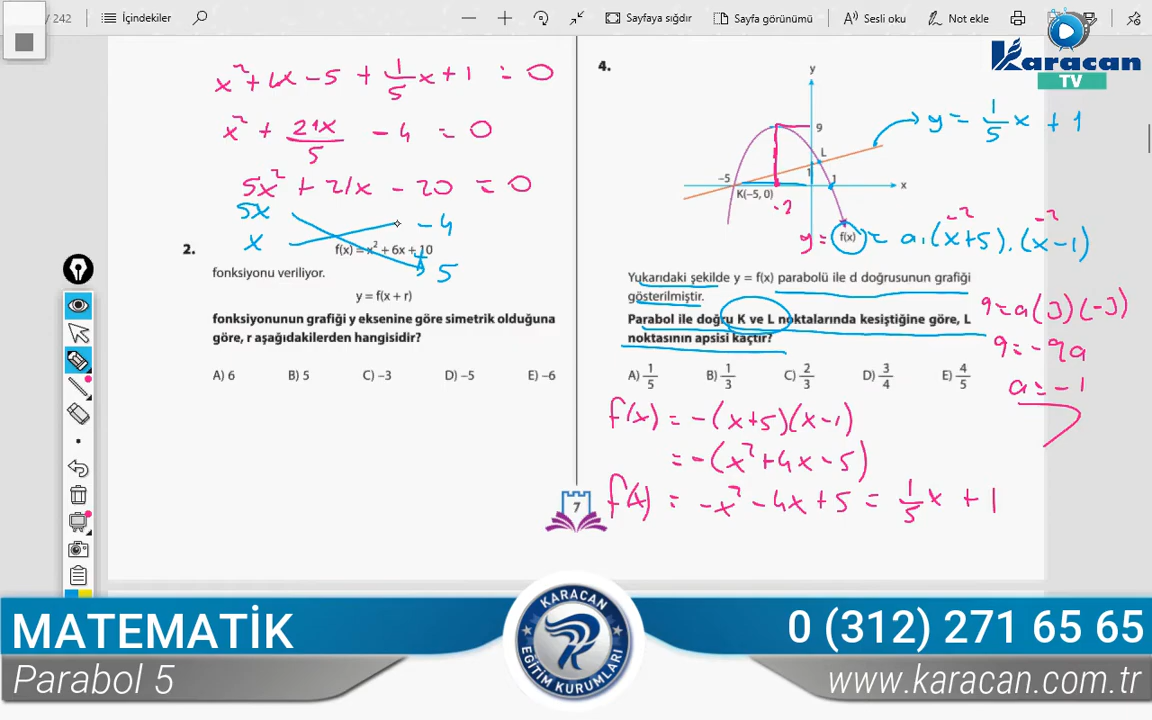 / 242
İçindekiler
Sayfaya sığdır
Sayfa görünümü
Sesli oku
Not ekle
Karacan
TV
x² + 4x - 5 + 1/5 x + 1 = 0
x² + 21x/5 - 4 = 0
5x² + 21x - 20 = 0
5x - 4
x + 5
2. f(x) = x² + 6x + 10
fonksiyonu veriliyor.
y = f(x + r)
fonksiyonunun grafiği y eksenine göre simetrik olduğuna
göre, r aşağıdakilerden hangisidir?
A) 6 B) 5 C) –3 D) –5 E) –6
4.
y
9
y = 1/5 x + 1
L
–5
1
1
x
K(–5, 0)
-2
-2 -2
y = f(x) = a.(x+5).(x-1)
Yukarıdaki şekilde y = f(x) parabolü ile d doğrusunun grafiği
gösterilmiştir.
Parabol ile doğru K ve L noktalarında kesiştiğine göre, L
noktasının apsisi kaçtır?
9 = a(3)(-3)
9 = -9a
a = -1
A) 1/5 B) 1/3 C) 2/3 D) 3/4 E) 4/5
f(x) = -(x+5)(x-1)
= -(x² + 4x - 5)
f(x) = -x² - 4x + 5 = 1/5 x + 1
7
MATEMATİK
Parabol 5
KARACAN
EĞİTİM KURUMLARI
0 (312) 271 65 65
www.karacan.com.tr